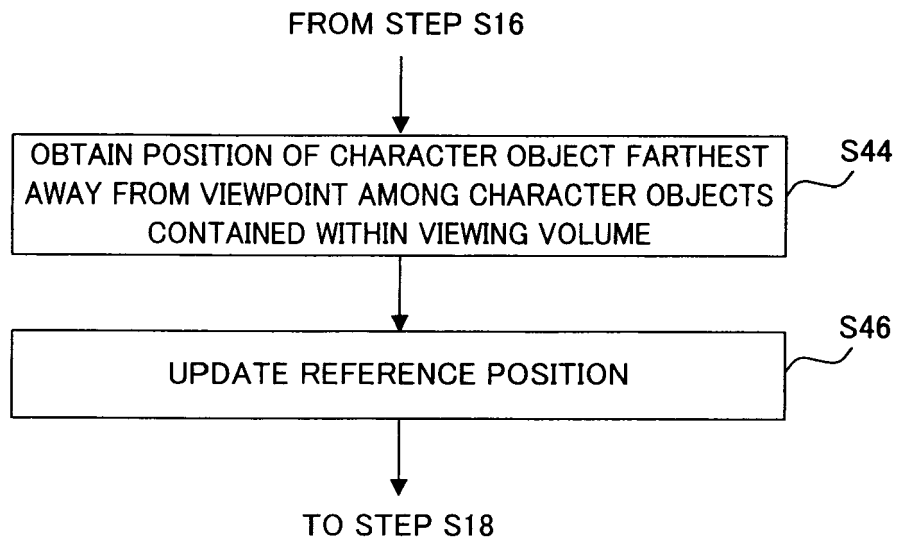 FROM STEP S16
OBTAIN POSITION OF CHARACTER OBJECT FARTHEST
AWAY FROM VIEWPOINT AMONG CHARACTER OBJECTS
CONTAINED WITHIN VIEWING VOLUME
S44
UPDATE REFERENCE POSITION
S46
TO STEP S18